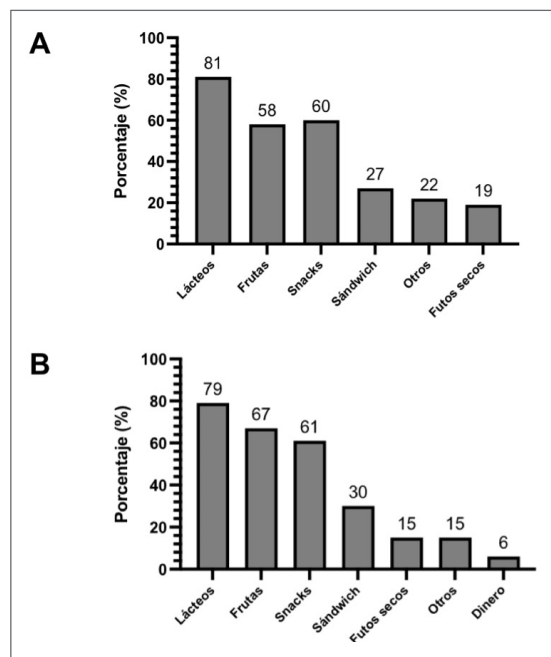 A
Porcentaje (%)
100
80
60
40
20
0
81
58
60
27
22
19
Lácteos
Frutas
Snacks
Sándwich
Otros
Futos secos
B
Porcentaje (%)
100
80
60
40
20
0
79
67
61
30
15
15
6
Lácteos
Frutas
Snacks
Sándwich
Futos secos
Otros
Dinero